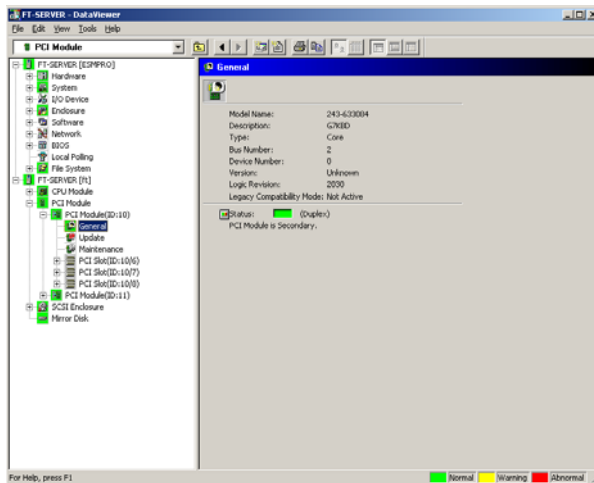 FT-SERVER - DataViewer
File Edit View Tools Help
PCI Module
FT-SERVER [ESMPRO]
Hardware
System
I/O Device
Enclosure
Software
Network
BIOS
Local Polling
File System
FT-SERVER [ft]
CPU Module
PCI Module
PCI Module(ID:10)
General
Update
Maintenance
PCI Slot(ID:10/6)
PCI Slot(ID:10/7)
PCI Slot(ID:10/8)
PCI Module(ID:11)
SCSI Enclosure
Mirror Disk
General
Model Name: 243-633084
Description: G7KBD
Type: Core
Bus Number: 2
Device Number: 0
Version: Unknown
Logic Revision: 2030
Legacy Compatibility Mode: Not Active
Status: (Duplex)
PCI Module is Secondary.
For Help, press F1
Normal Warning Abnormal